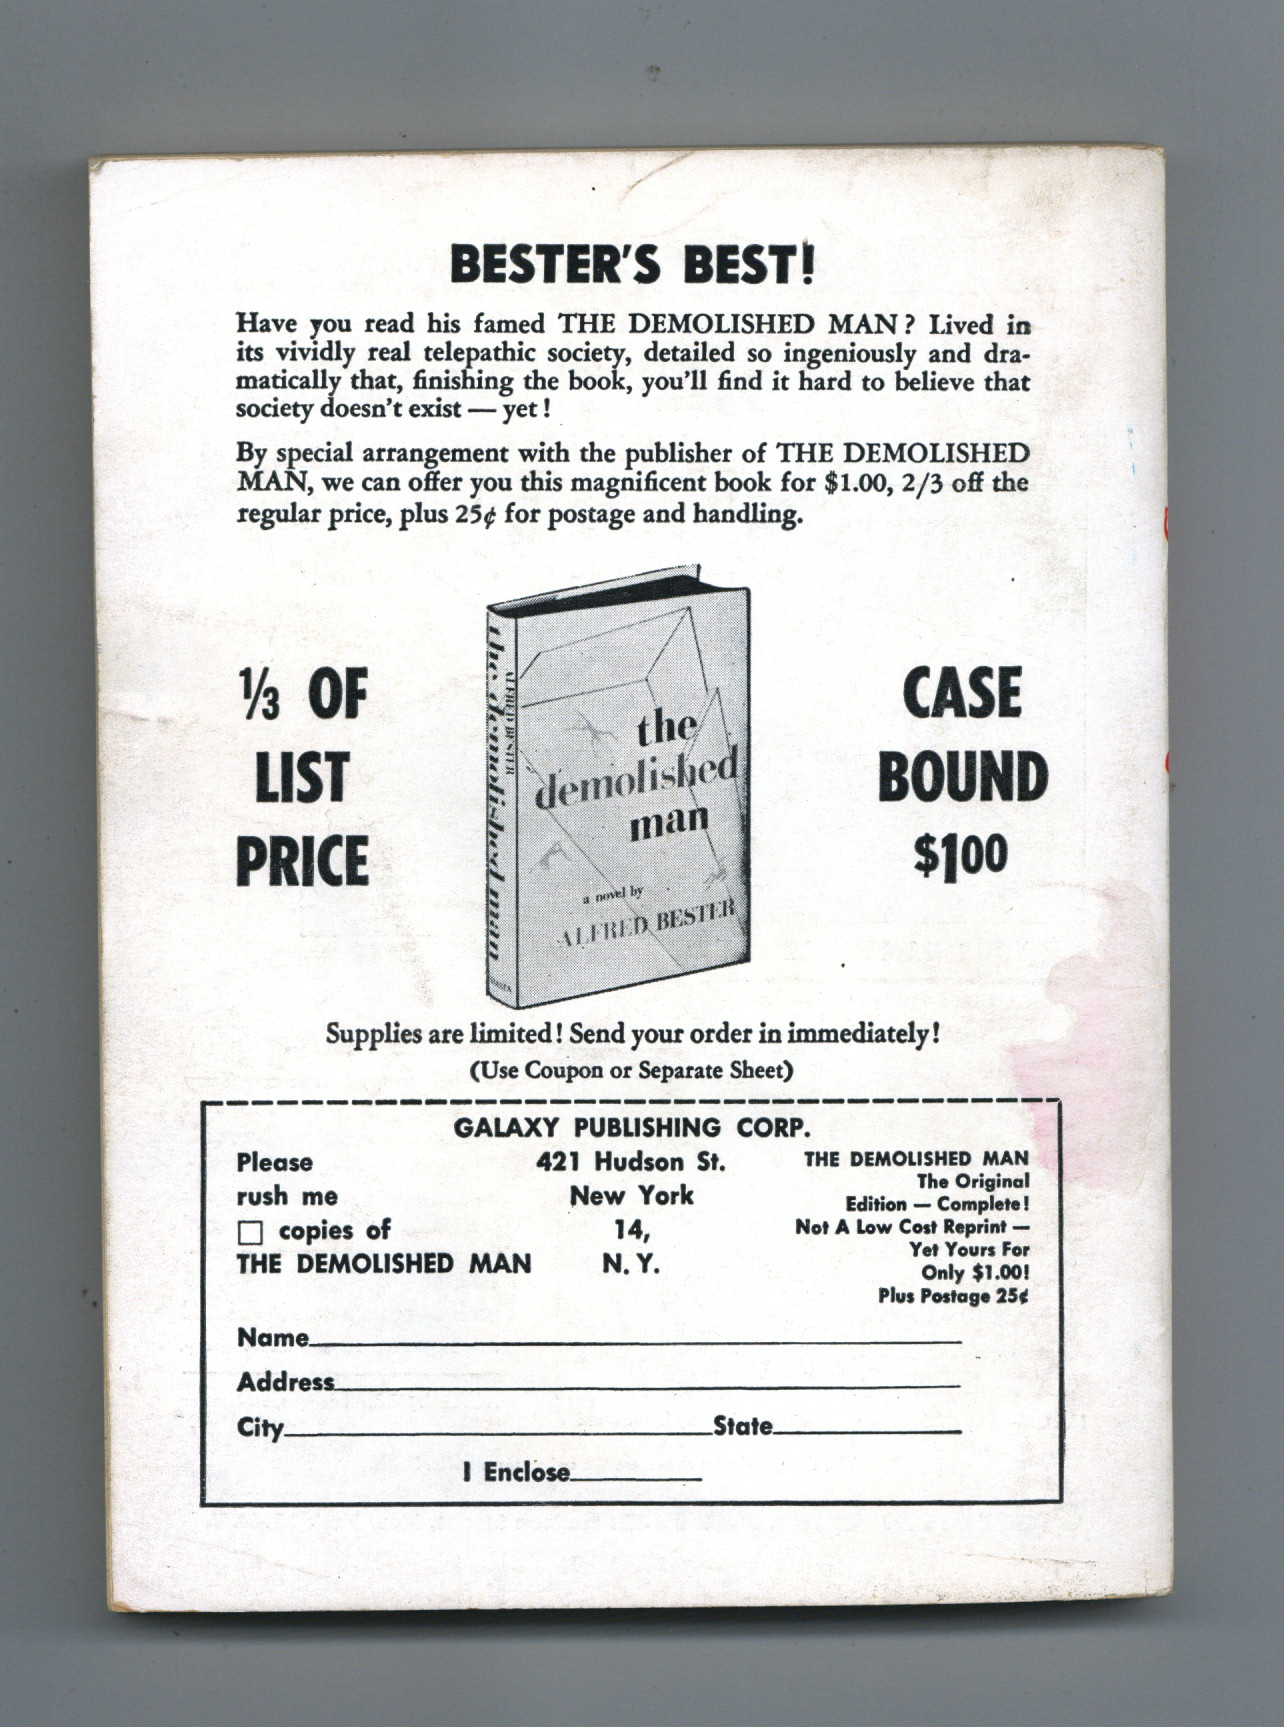 BESTER'S BEST!
Have you read his famed THE DEMOLISHED MAN? Lived in
its vividly real telepathic society, detailed so ingeniously and dra-
matically that, finishing the book, you'll find it hard to believe that
society doesn't exist — yet!
By special arrangement with the publisher of THE DEMOLISHED
MAN, we can offer you this magnificent book for $1.00, 2/3 off the
regular price, plus 25¢ for postage and handling.
⅓ OF
LIST
PRICE
the demolished man
ALFRED BESTER
the
demolished
man
a novel by
ALFRED BESTER
CASE
BOUND
$100
Supplies are limited! Send your order in immediately!
(Use Coupon or Separate Sheet)
GALAXY PUBLISHING CORP.
Please
rush me
copies of
THE DEMOLISHED MAN
421 Hudson St.
New York
14,
N. Y.
THE DEMOLISHED MAN
The Original
Edition — Complete!
Not A Low Cost Reprint —
Yet Yours For
Only $1.00!
Plus Postage 25¢
Name
Address
City State
I Enclose